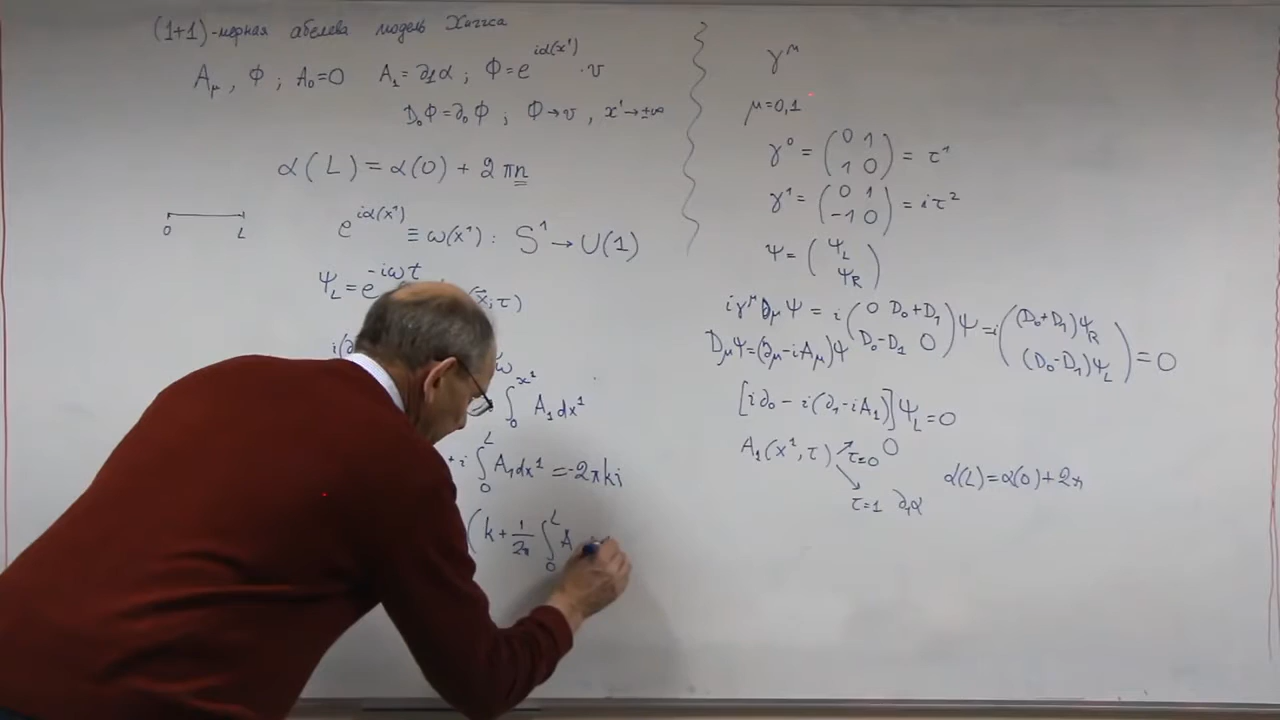 (1+1)-мерная абелева модель Хиггса
A_μ, Φ; A₀=0 A₁=∂₁α; Φ=e^{iα(x¹)}·v
D₀Φ=∂₀Φ; Φ→v, x¹→±∞
α(L)=α(0)+2πn
0 L
e^{iα(x¹)}≡ω(x¹): S¹→U(1)
Ψ_L=e^{-iωt} (x⃗,τ)
i(∂
ω
∫₀^{x¹} A₁dx¹
+i ∫₀^L A₁dx¹=-2πki
(k+1/2π ∫₀^L A
γ^μ
μ=0,1
γ⁰=(0 1
1 0)=τ¹
γ¹=(0 1
-1 0)=iτ²
Ψ=(Ψ_L
Ψ_R)
iγ^μD_μΨ=i(0 D₀+D₁
D₀-D₁ 0)Ψ=i((D₀+D₁)Ψ_R
(D₀-D₁)Ψ_L)=0
D_μΨ=(∂_μ-iA_μ)Ψ
[i∂₀-i(∂₁-iA₁)]Ψ_L=0
A₁(x¹,τ) ↗τ=0 0
↘τ=1 ∂₁α
α(L)=α(0)+2π